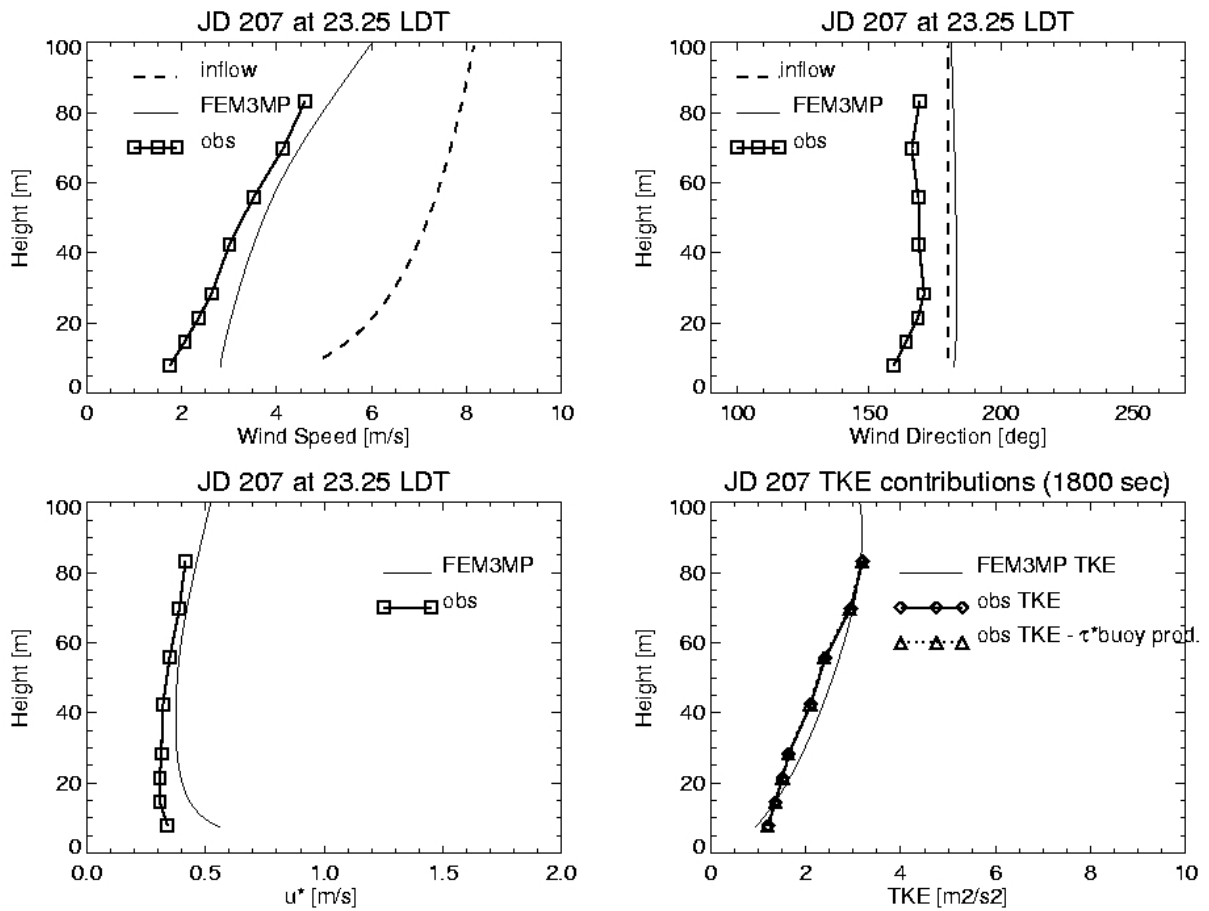 JD 207 at 23.25 LDT
100
80
60
40
20
0
Height [m]
inflow
FEM3MP
obs
0 2 4 6 8 10
Wind Speed [m/s]
JD 207 at 23.25 LDT
100
80
60
40
20
0
Height [m]
inflow
FEM3MP
obs
100 150 200 250
Wind Direction [deg]
JD 207 at 23.25 LDT
100
80
60
40
20
0
Height [m]
FEM3MP
obs
0.0 0.5 1.0 1.5 2.0
u* [m/s]
JD 207 TKE contributions (1800 sec)
100
80
60
40
20
0
Height [m]
FEM3MP TKE
obs TKE
obs TKE - τ*buoy prod.
0 2 4 6 8 10
TKE [m2/s2]